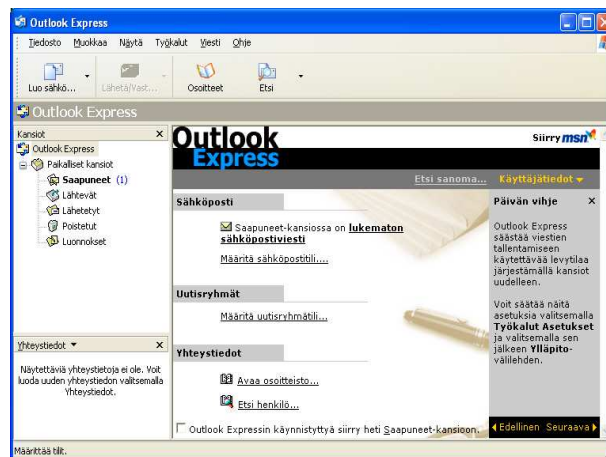 Outlook Express
Tiedosto Muokkaa Näytä Työkalut Viesti Ohje
Luo sähkö... Lähetä/Vast... Osoitteet Etsi
Outlook Express
Kansiot x
Outlook Express
Paikalliset kansiot
Saapuneet (1)
Lähtevät
Lähetetyt
Poistetut
Luonnokset
Yhteystiedot x
Näytettäviä yhteystietoja ei ole. Voit
luoda uuden yhteystiedon valitsemalla
Yhteystiedot.
Outlook
Express
Siirry msn
Etsi sanoma... Käyttäjätiedot
Sähköposti
Saapuneet-kansiossa on lukematon
sähköpostiviesti
Määritä sähköpostitili....
Uutisryhmät
Määritä uutisryhmätili...
Yhteystiedot
Avaa osoitteisto...
Etsi henkilö...
Outlook Expressin käynnistyttyä siirry heti Saapuneet-kansioon.
Päivän vihje x
Outlook Express
säästää viestien
tallentamiseen
käytettävää levytilaa
järjestämällä kansiot
uudelleen.
Voit säätää näitä
asetuksia valitsemalla
Työkalut Asetukset
ja valitsemalla sen
jälkeen Ylläpito-
välilehden.
Edellinen Seuraava
Määrittää tilit.